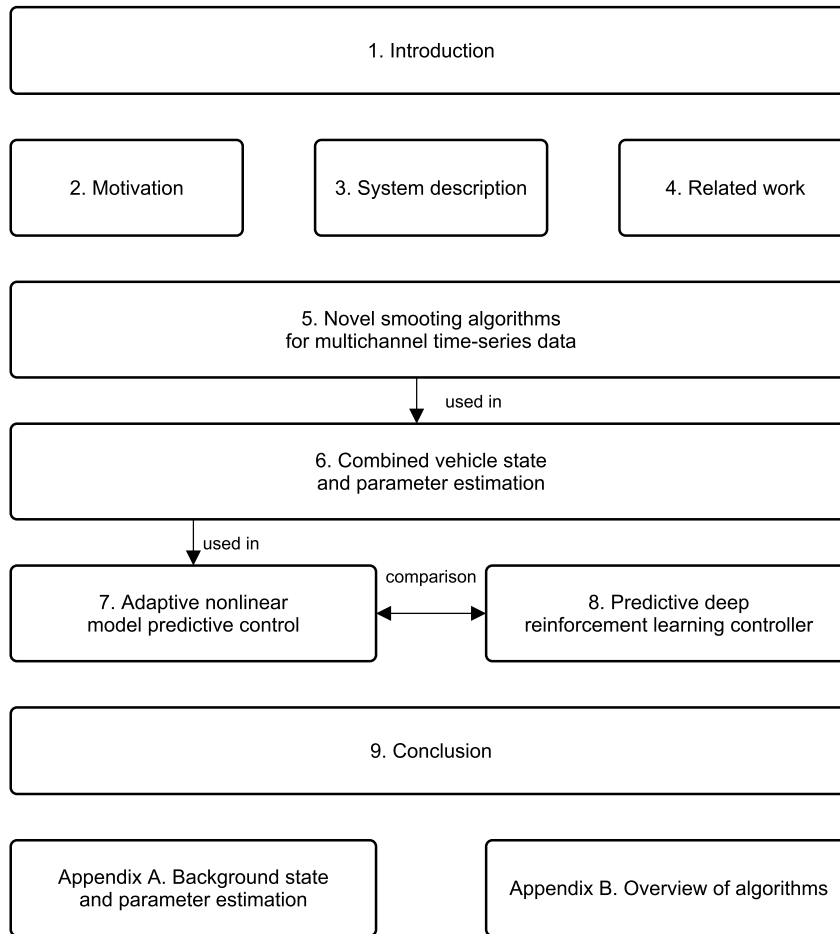 1. Introduction
2. Motivation
3. System description
4. Related work
5. Novel smooting algorithms
for multichannel time-series data
used in
6. Combined vehicle state
and parameter estimation
used in
7. Adaptive nonlinear
model predictive control
comparison
8. Predictive deep
reinforcement learning controller
9. Conclusion
Appendix A. Background state
and parameter estimation
Appendix B. Overview of algorithms